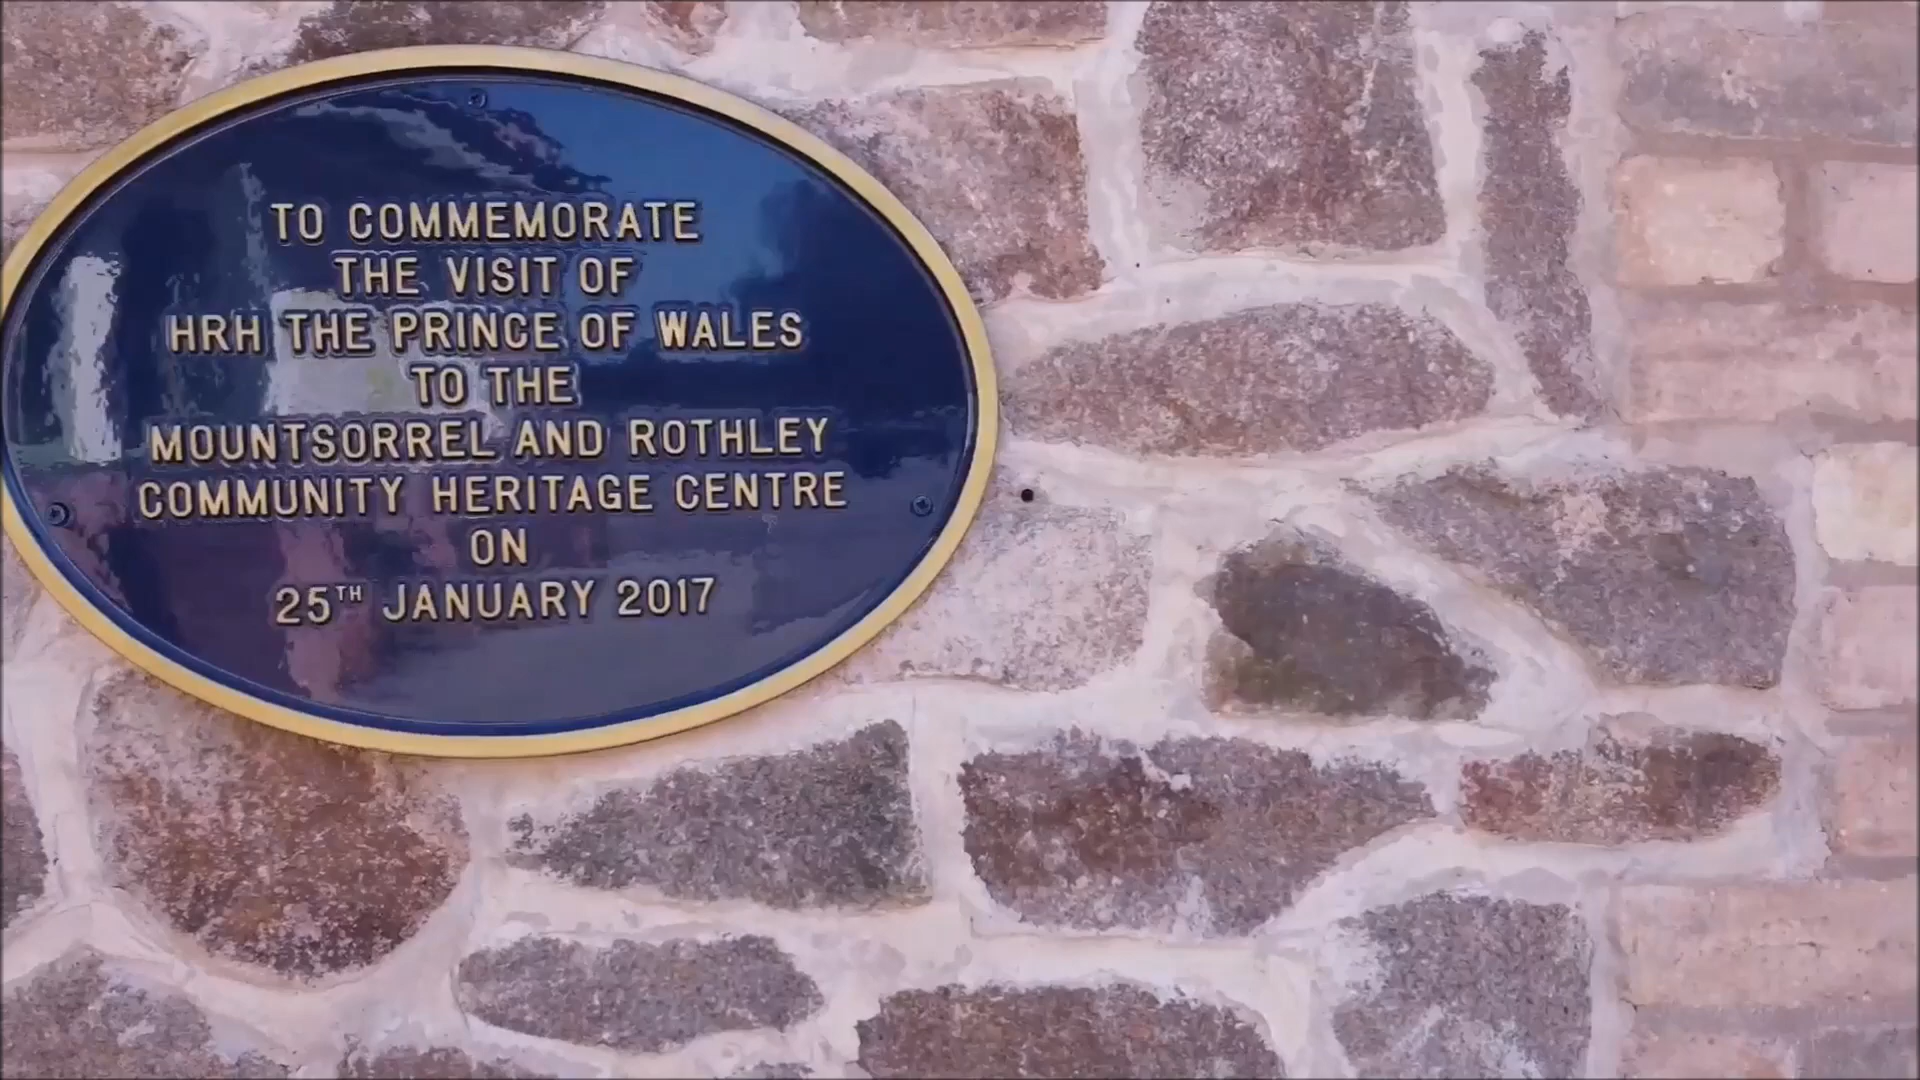 TO COMMEMORATE
THE VISIT OF
HRH THE PRINCE OF WALES
TO THE
MOUNTSORREL AND ROTHLEY
COMMUNITY HERITAGE CENTRE
ON
25TH JANUARY 2017